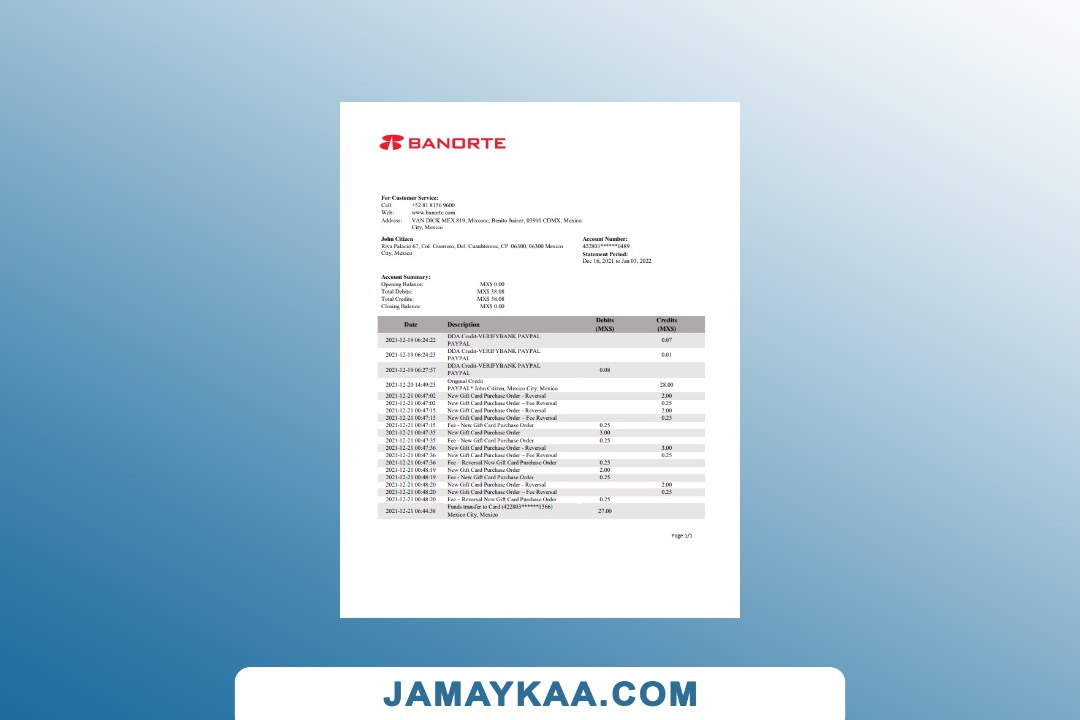 BANORTE
For Customer Service:
Call: +52 81 8156 9600
Web: www.banorte.com
Address: VAN DICK MEX 819, Mixcoac, Benito Juárez, 03910 CDMX, Mexico
City, Mexico
John Citizen
Riva Palacio 67, Col. Guerrero, Del. Cuauhtémoc, CP. 06300, 06300 Mexico
City, Mexico
Account Number:
422803******0489
Statement Period:
Dec 16, 2021 to Jan 03, 2022
Account Summary:
Opening Balance: MX$ 0.00
Total Debits: MX$ 38.08
Total Credits: MX$ 38.08
Closing Balance: MX$ 0.00
Date Description Debits (MX$) Credits (MX$)
2021-12-19 06:24:22 DDA Credit-VERIFYBANK PAYPAL 0.07
PAYPAL
2021-12-19 06:24:23 DDA Credit-VERIFYBANK PAYPAL 0.01
PAYPAL
2021-12-19 06:27:57 DDA Credit-VERIFYBANK PAYPAL 0.08
PAYPAL
2021-12-20 14:49:25 Original Credit 28.00
PAYPAL* John Citizen, Mexico City, Mexico
2021-12-21 00:47:02 New Gift Card Purchase Order - Reversal 2.00
2021-12-21 00:47:02 New Gift Card Purchase Order – Fee Reversal 0.25
2021-12-21 00:47:15 New Gift Card Purchase Order - Reversal 2.00
2021-12-21 00:47:15 New Gift Card Purchase Order – Fee Reversal 0.25
2021-12-21 00:47:15 Fee - New Gift Card Purchase Order 0.25
2021-12-21 00:47:35 New Gift Card Purchase Order 3.00
2021-12-21 00:47:35 Fee - New Gift Card Purchase Order 0.25
2021-12-21 00:47:36 New Gift Card Purchase Order - Reversal 3.00
2021-12-21 00:47:36 New Gift Card Purchase Order – Fee Reversal 0.25
2021-12-21 00:47:36 Fee – Reversal New Gift Card Purchase Order 0.25
2021-12-21 00:48:19 New Gift Card Purchase Order 2.00
2021-12-21 00:48:19 Fee - New Gift Card Purchase Order 0.25
2021-12-21 00:48:20 New Gift Card Purchase Order - Reversal 2.00
2021-12-21 00:48:20 New Gift Card Purchase Order – Fee Reversal 0.25
2021-12-21 00:48:20 Fee – Reversal New Gift Card Purchase Order 0.25
2021-12-21 06:44:38 Funds transfer to Card (422803******1566) 27.00
Mexico City, Mexico
Page 1/1
JAMAYKAA.COM